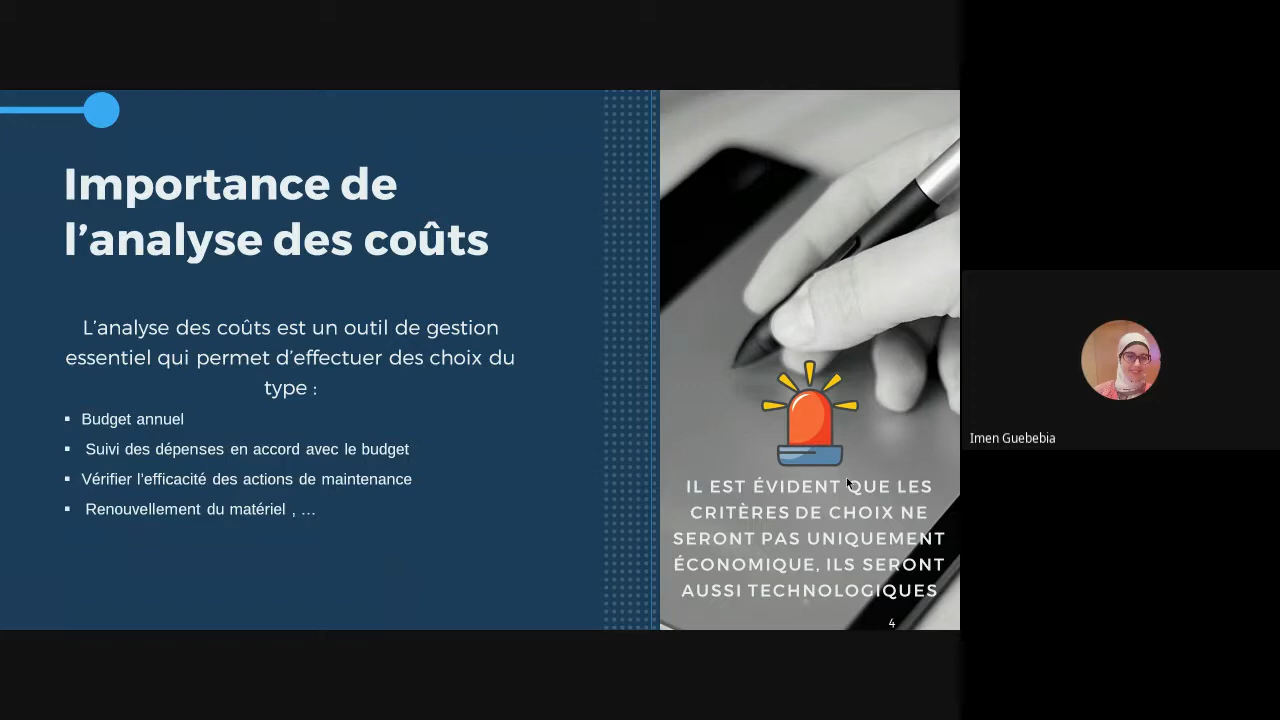 Importance de
l’analyse des coûts
L’analyse des coûts est un outil de gestion
essentiel qui permet d’effectuer des choix du
type :
▪ Budget annuel
▪ Suivi des dépenses en accord avec le budget
▪ Vérifier l'efficacité des actions de maintenance
▪ Renouvellement du matériel , ...
IL EST ÉVIDENT QUE LES
CRITÈRES DE CHOIX NE
SERONT PAS UNIQUEMENT
ÉCONOMIQUE, ILS SERONT
AUSSI TECHNOLOGIQUES
4
Imen Guebebia